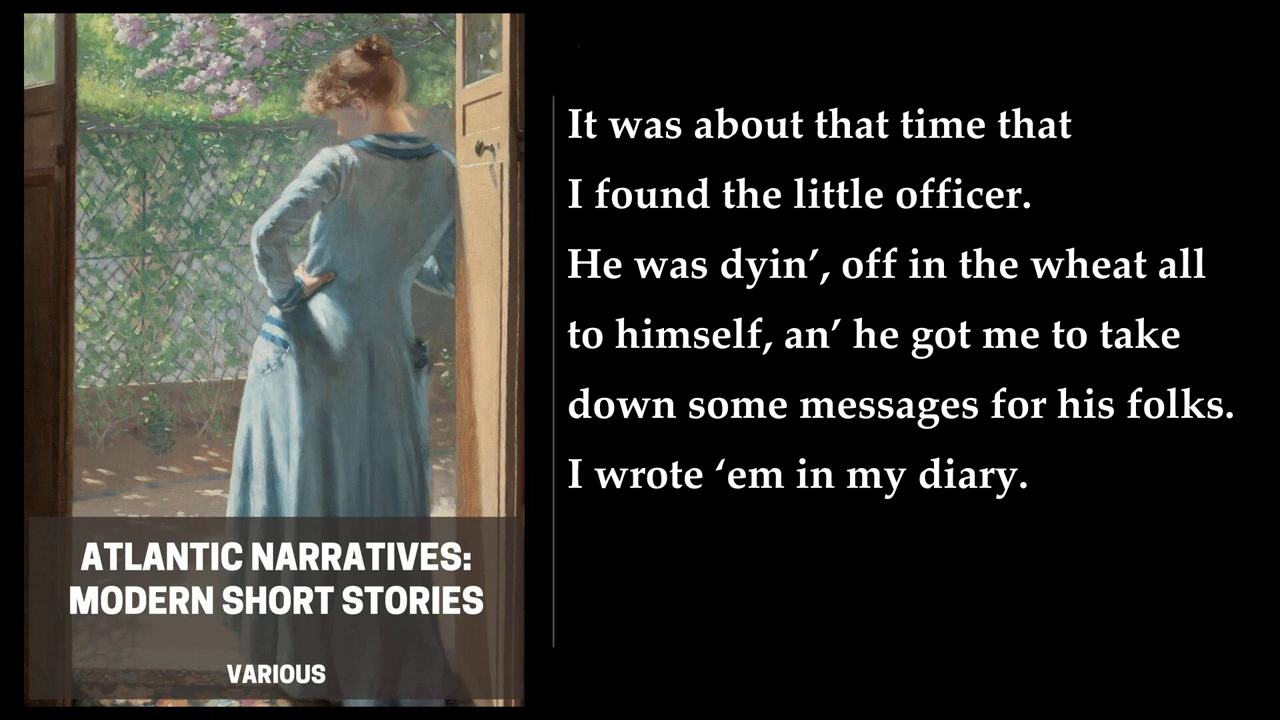 It was about that time that
I found the little officer.
He was dyin’, off in the wheat all
to himself, an’ he got me to take
down some messages for his folks.
I wrote ‘em in my diary.
ATLANTIC NARRATIVES:
MODERN SHORT STORIES
VARIOUS